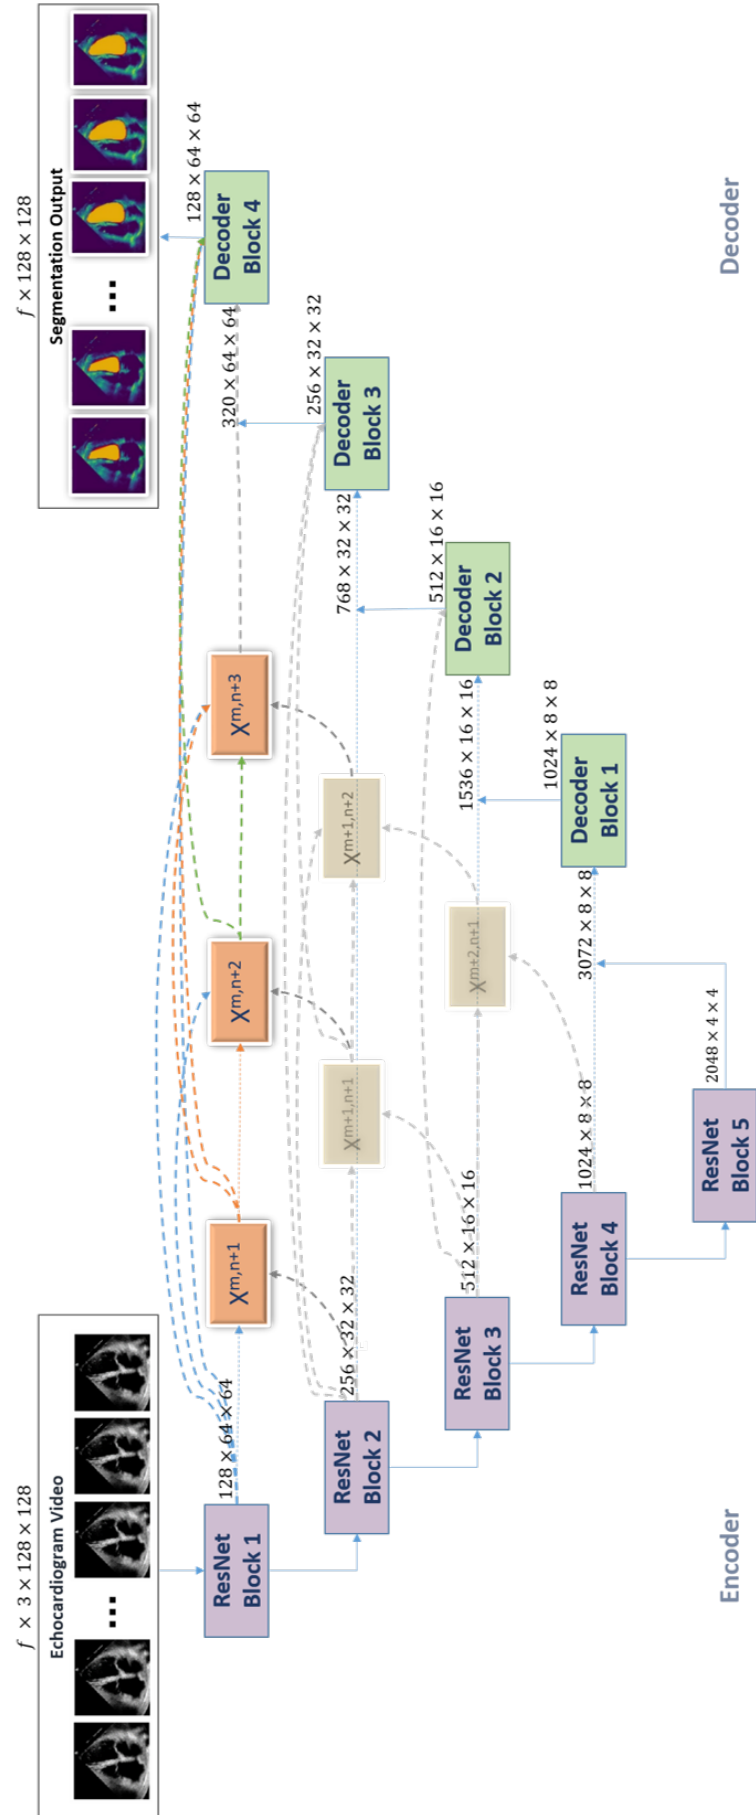 f × 3 × 128 × 128
Echocardiogram Video
...
f × 128 × 128
Segmentation Output
...
ResNet
Block 1
128 × 64 × 64
X^{m,n+1}
X^{m,n+2}
X^{m,n+3}
320 × 64 × 64
Decoder
Block 4
128 × 64 × 64
ResNet
Block 2
256 × 32 × 32
X^{m+1,n+1}
X^{m+1,n+2}
768 × 32 × 32
Decoder
Block 3
256 × 32 × 32
ResNet
Block 3
512 × 16 × 16
X^{m+2,n+1}
1536 × 16 × 16
Decoder
Block 2
512 × 16 × 16
ResNet
Block 4
1024 × 8 × 8
3072 × 8 × 8
Decoder
Block 1
1024 × 8 × 8
ResNet
Block 5
2048 × 4 × 4
Encoder
Decoder